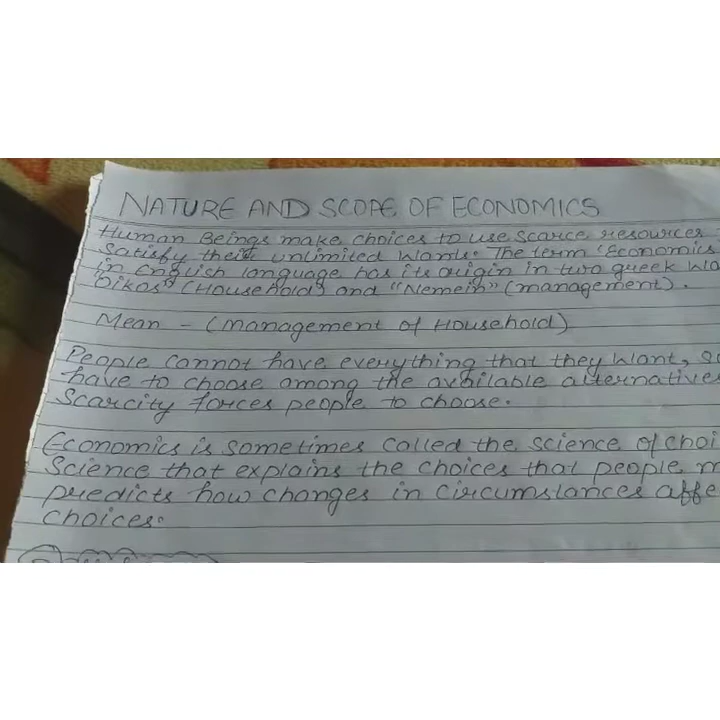 NATURE AND SCOPE OF ECONOMICS
Human Beings make choices to use scarce resources
satisfy their unlimited wants. The term "Economics
in English language has its origin in two greek
Oikos" (Household) and "Nemein" (management).
Mean - (management of Household)
People cannot have everything that they want,
have to choose among the available alternatives
Scarcity forces people to choose.
Economics is sometimes called the science of choi
Science that explains the choices that people m
predicts how changes in circumstances affe
choices.